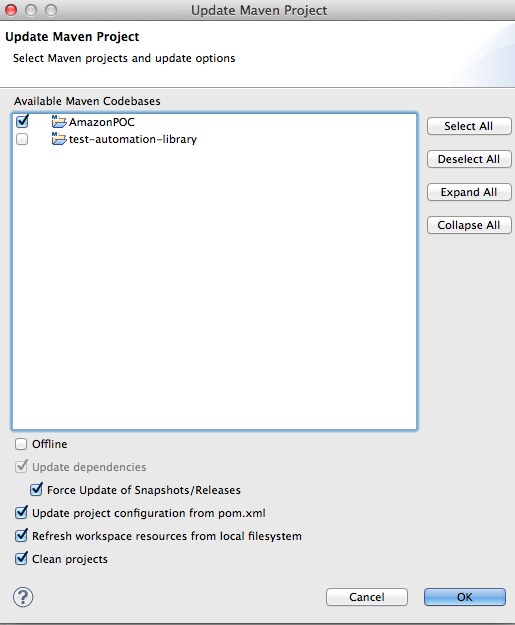 Update Maven Project
Update Maven Project
Select Maven projects and update options
Available Maven Codebases
AmazonPOC
test-automation-library
Select All
Deselect All
Expand All
Collapse All
Offline
Update dependencies
Force Update of Snapshots/Releases
Update project configuration from pom.xml
Refresh workspace resources from local filesystem
Clean projects
? Cancel OK